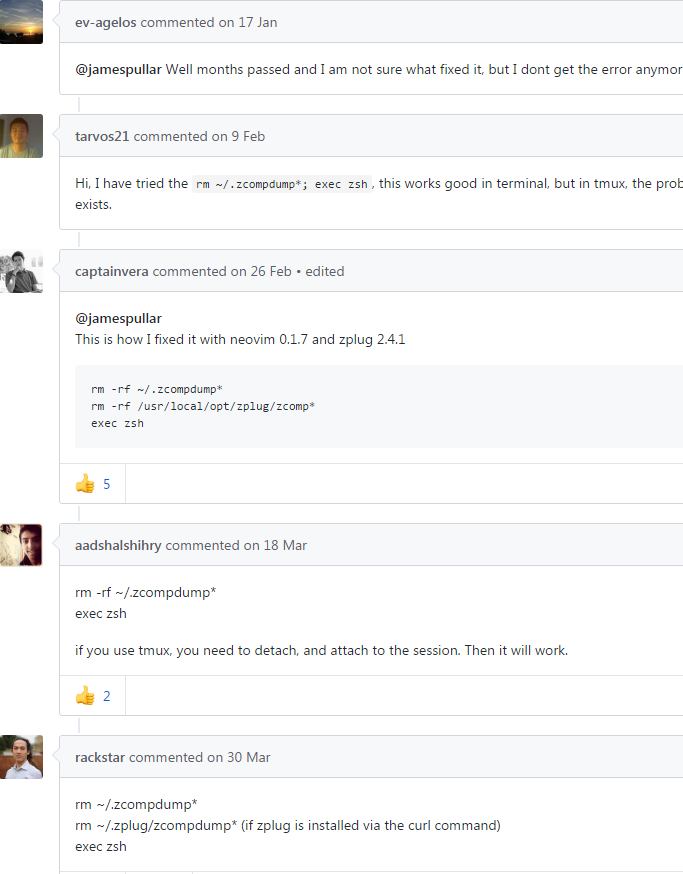 ev-agelos commented on 17 Jan
@jamespullar Well months passed and I am not sure what fixed it, but I dont get the error anymor
tarvos21 commented on 9 Feb
Hi, I have tried the rm ~/.zcompdump*; exec zsh , this works good in terminal, but in tmux, the prob
exists.
captainvera commented on 26 Feb • edited
@jamespullar
This is how I fixed it with neovim 0.1.7 and zplug 2.4.1
rm -rf ~/.zcompdump*
rm -rf /usr/local/opt/zplug/zcomp*
exec zsh
5
aadshalshihry commented on 18 Mar
rm -rf ~/.zcompdump*
exec zsh
if you use tmux, you need to detach, and attach to the session. Then it will work.
2
rackstar commented on 30 Mar
rm ~/.zcompdump*
rm ~/.zplug/zcompdump* (if zplug is installed via the curl command)
exec zsh